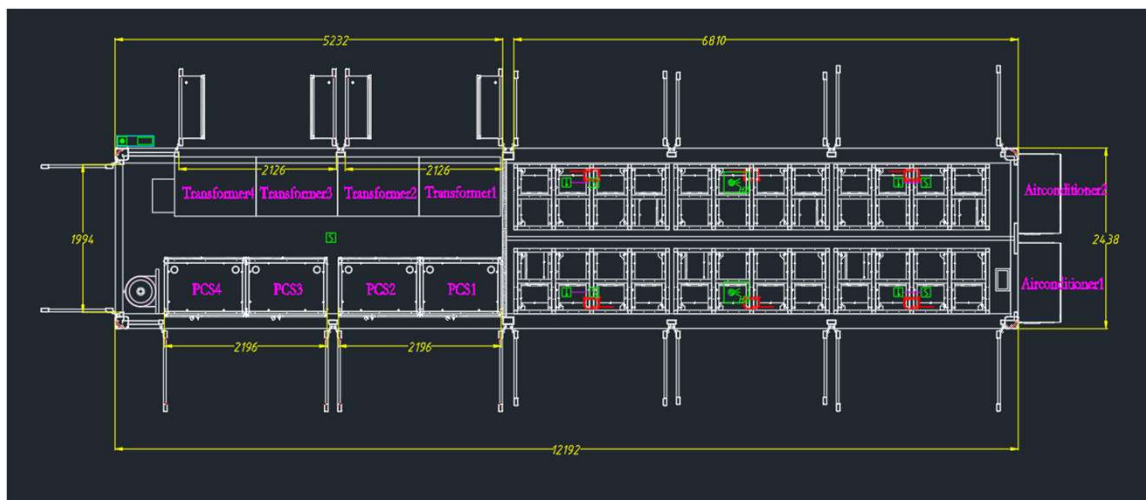 5232
6810
2126
2126
Transformer4
Transformer3
Transformer2
Transformer1
Airconditioner2
1994
S
2438
PCS4
PCS3
PCS2
PCS1
Airconditioner1
2196
2196
12192